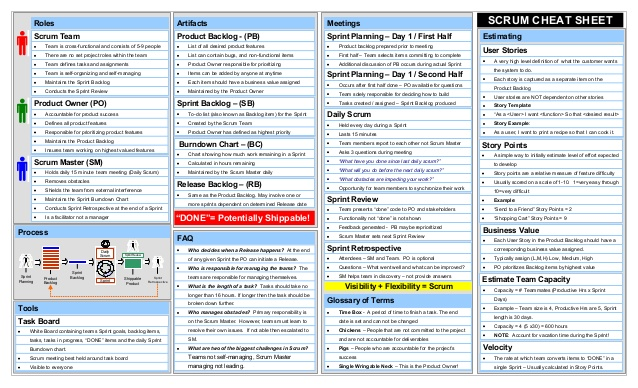 Roles
Scrum Team
Team is cross-functional and consists of 5-9 people
There are no set project roles within the team
Team defines tasks and assignments
Team is self-organizing and self-managing
Maintains the Sprint Backlog
Conducts the Sprint Review
Product Owner (PO)
Accountable for product success
Defines all product features
Responsible for prioritizing product features
Maintains the Product Backlog
Insures team working on highest valued features
Scrum Master (SM)
Holds daily 15 minute team meeting (Daily Scrum)
Removes obstacles
Shields the team from external interference
Maintains the Sprint Burndown Chart
Conducts Sprint Retrospective at the end of a Sprint
Is a facilitator not a manager
Process
Sprint Planning
Product Backlog
Sprint Backlog
Daily Scrum
Sprint
Shippable Product
Sprint Retrospectives
Tools
Task Board
White Board containing teams Sprint goals, backlog items,
tasks, tasks in progress, “DONE” items and the daily Sprint
Burndown chart.
Scrum meeting best held around task board
Visible to everyone
Artifacts
Product Backlog - (PB)
List of all desired product features
List can contain bugs, and non-functional items
Product Owner responsible for prioritizing
Items can be added by anyone at anytime
Each item should have a business value assigned
Maintained by the Product Owner
Sprint Backlog – (SB)
To-do list (also known as Backlog item) for the Sprint
Created by the Scrum Team
Product Owner has defined as highest priority
Burndown Chart – (BC)
Chart showing how much work remaining in a Sprint
Calculated in hours remaining
Maintained by the Scrum Master daily
Release Backlog – (RB)
Same as the Product Backlog. May involve one or
more sprints dependent on determined Release date
“DONE”= Potentially Shippable!
FAQ
Who decides when a Release happens? At the end
of any given Sprint the PO can initiate a Release.
Who is responsible for managing the teams? The
teams are responsible for managing themselves.
What is the length of a task? Tasks should take no
longer than 16 hours. If longer then the task should be
broken down further.
Who manages obstacles? Primary responsibility is
on the Scrum Master. However, teams must learn to
resolve their own issues. If not able then escalated to
SM.
What are two of the biggest challenges in Scrum?
Teams not self-managing, Scrum Master
managing not leading.
Meetings
Sprint Planning – Day 1 / First Half
Product backlog prepared prior to meeting
First half – Team selects items committing to complete
Additional discussion of PB occurs during actual Sprint
Sprint Planning – Day 1 / Second Half
Occurs after first half done – PO available for questions
Team solely responsible for deciding how to build
Tasks created / assigned – Sprint Backlog produced
Daily Scrum
Held every day during a Sprint
Lasts 15 minutes
Team members report to each other not Scrum Master
Asks 3 questions during meeting
“What have you done since last daily scrum?”
“What will you do before the next daily scrum?”
“What obstacles are impeding your work?”
Opportunity for team members to synchronize their work
Sprint Review
Team presents “done” code to PO and stakeholders
Functionality not “done” is not shown
Feedback generated - PB maybe reprioritized
Scrum Master sets next Sprint Review
Sprint Retrospective
Attendees – SM and Team. PO is optional
Questions – What went well and what can be improved?
SM helps team in discovery – not provide answers
Visibility + Flexibility = Scrum
Glossary of Terms
Time Box - A period of time to finish a task. The end
date is set and can not be changed
Chickens – People that are not committed to the project
and are not accountable for deliverables
Pigs – People who are accountable for the project’s
success
Single Wringable Neck – This is the Product Owner!
SCRUM CHEAT SHEET
Estimating
User Stories
A very high level definition of what the customer wants
the system to do.
Each story is captured as a separate item on the
Product Backlog
User stories are NOT dependent on other stories
Story Template
“As a <User> I want <function> So that <desired result>
Story Example:
As a user, I want to print a recipe so that I can cook it.
Story Points
A simple way to initially estimate level of effort expected
to develop
Story points are a relative measure of feature difficulty
Usually scored on a scale of 1-10 1=very easy through
10=very difficult
Example
“Send to a Friend” Story Points = 2
“Shopping Cart” Story Points = 9
Business Value
Each User Story in the Product Backlog should have a
corresponding business value assigned.
Typically assign (L,M,H) Low, Medium, High
PO prioritizes Backlog items by highest value
Estimate Team Capacity
Capacity = # Teammates (Productive Hrs x Sprint
Days)
Example – Team size is 4, Productive Hrs are 5, Sprint
length is 30 days.
Capacity = 4 (5 x30) = 600 hours
NOTE: Account for vacation time during the Sprint!
Velocity
The rate at which team converts items to “DONE” in a
single Sprint – Usually calculated in Story Points.